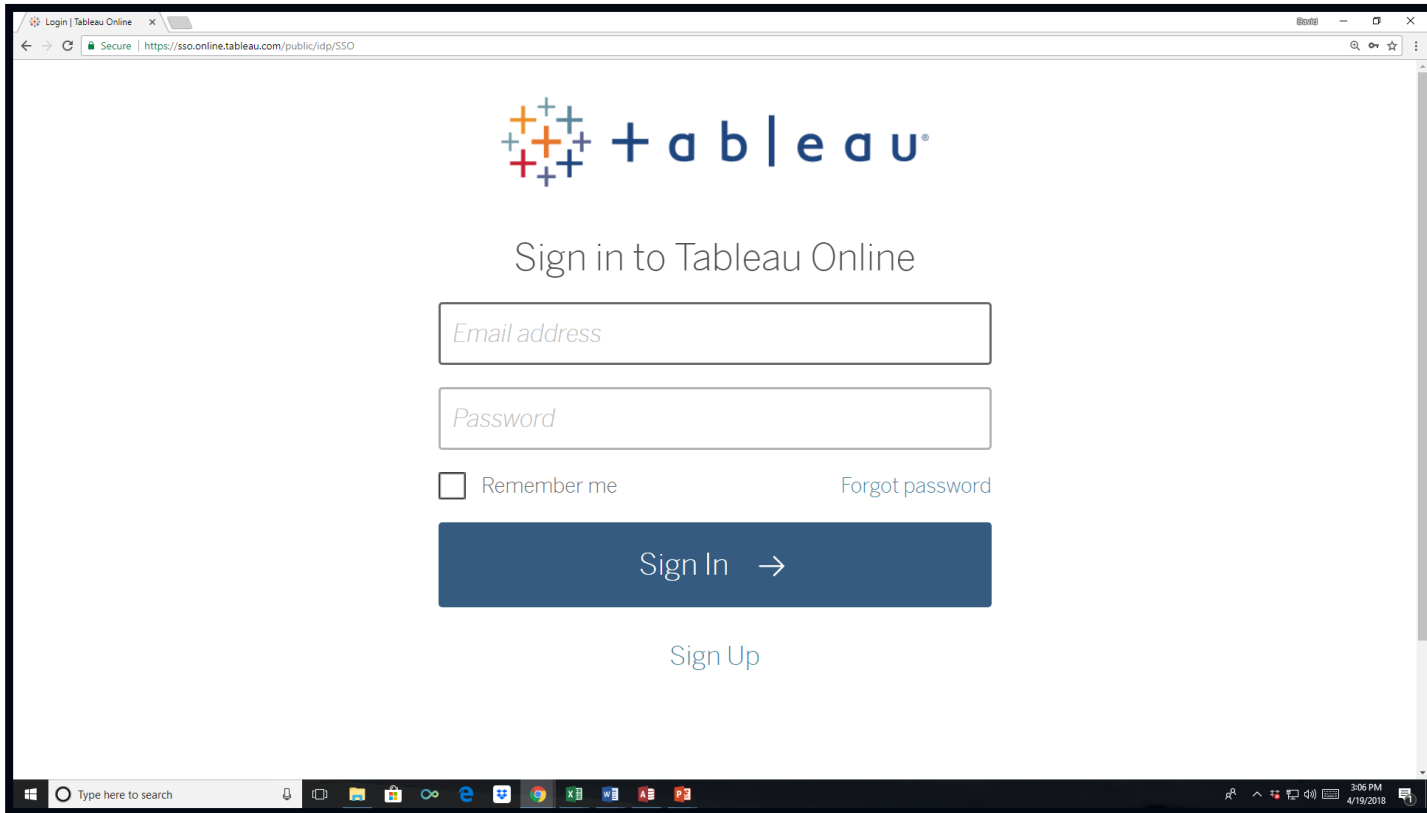 Login | Tableau Online
David
Secure | https://sso.online.tableau.com/public/idp/SSO
+ableau®
Sign in to Tableau Online
Email address
Password
Remember me Forgot password
Sign In →
Sign Up
Type here to search
3:06 PM
4/19/2018